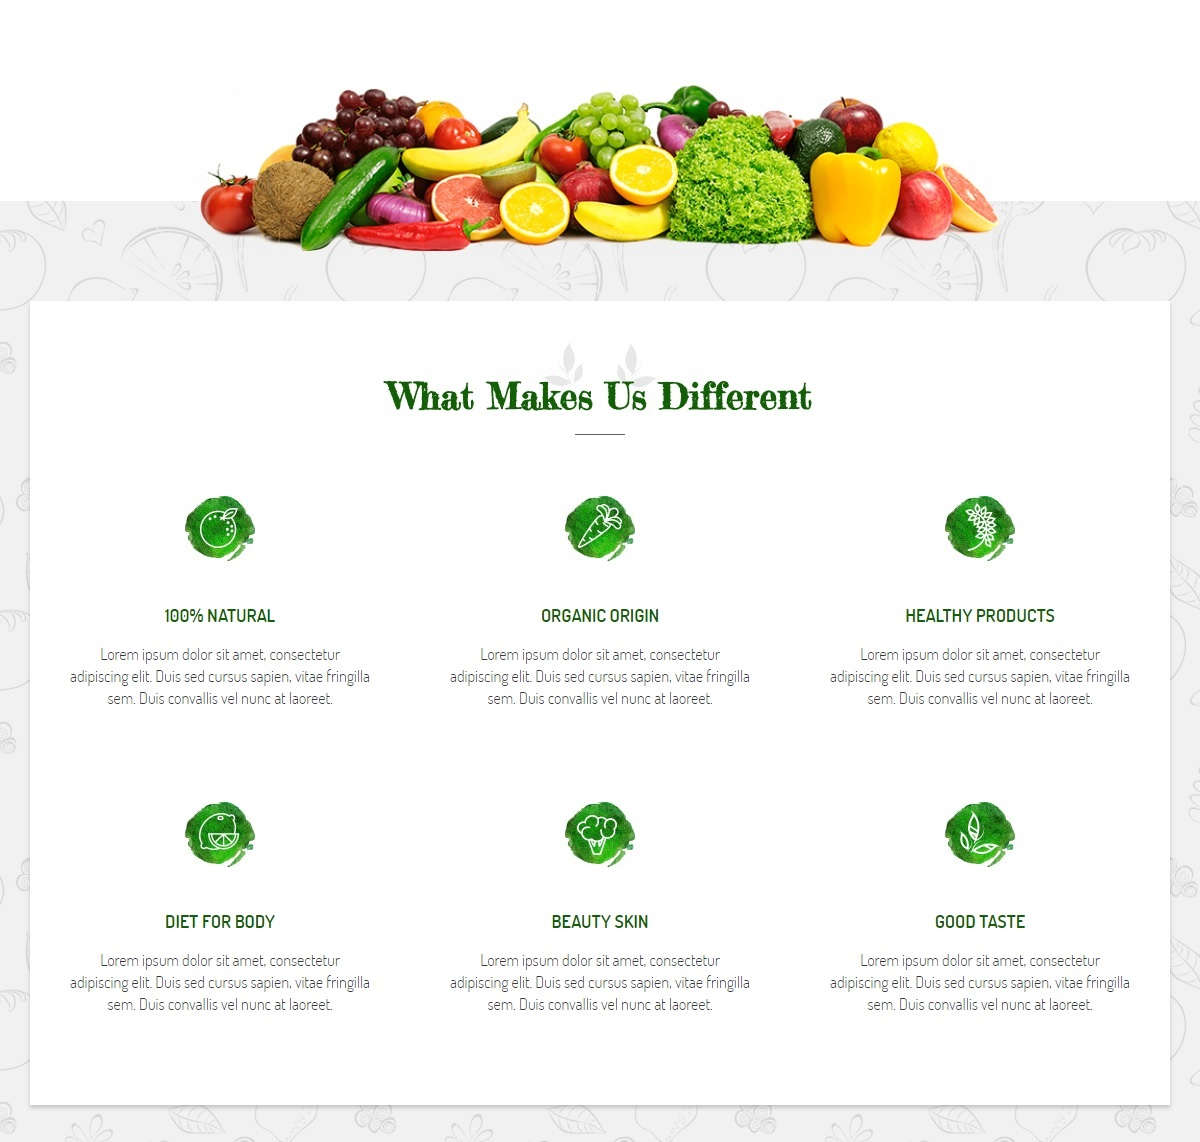 What Makes Us Different
100% NATURAL
Lorem ipsum dolor sit amet, consectetur
adipiscing elit. Duis sed cursus sapien, vitae fringilla
sem. Duis convallis vel nunc at laoreet.
ORGANIC ORIGIN
Lorem ipsum dolor sit amet, consectetur
adipiscing elit. Duis sed cursus sapien, vitae fringilla
sem. Duis convallis vel nunc at laoreet.
HEALTHY PRODUCTS
Lorem ipsum dolor sit amet, consectetur
adipiscing elit. Duis sed cursus sapien, vitae fringilla
sem. Duis convallis vel nunc at laoreet.
DIET FOR BODY
Lorem ipsum dolor sit amet, consectetur
adipiscing elit. Duis sed cursus sapien, vitae fringilla
sem. Duis convallis vel nunc at laoreet.
BEAUTY SKIN
Lorem ipsum dolor sit amet, consectetur
adipiscing elit. Duis sed cursus sapien, vitae fringilla
sem. Duis convallis vel nunc at laoreet.
GOOD TASTE
Lorem ipsum dolor sit amet, consectetur
adipiscing elit. Duis sed cursus sapien, vitae fringilla
sem. Duis convallis vel nunc at laoreet.